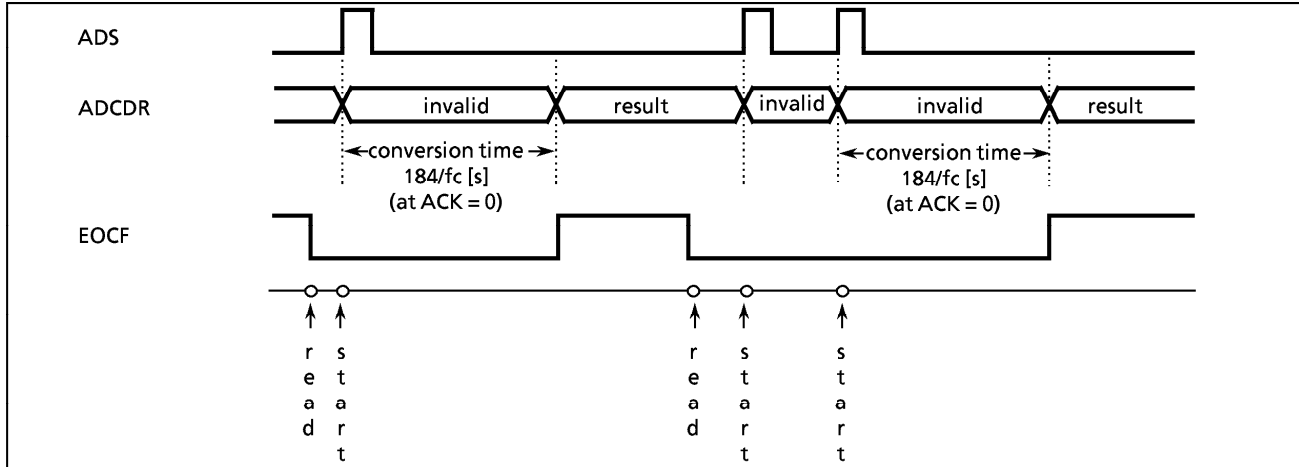 ADS
ADCDR
invalid
result
invalid
invalid
result
conversion time
184/fc [s]
(at ACK = 0)
conversion time
184/fc [s]
(at ACK = 0)
EOCF
read
start
read
start
start